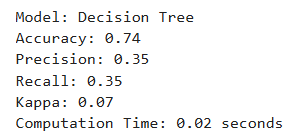 Model: Decision Tree
Accuracy: 0.74
Precision: 0.35
Recall: 0.35
Kappa: 0.07
Computation Time: 0.02 seconds